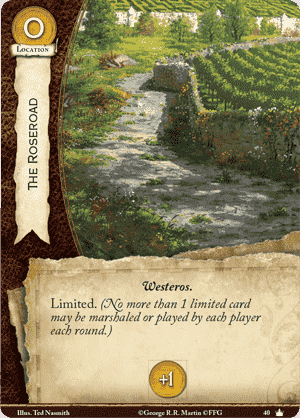 0
LOCATION
THE ROSEROAD
Westeros.
Limited. (No more than 1 limited card
may be marshaled or played by each player
each round.)
+1
Illus. Ted Nasmith
©George R.R. Martin ©FFG
40